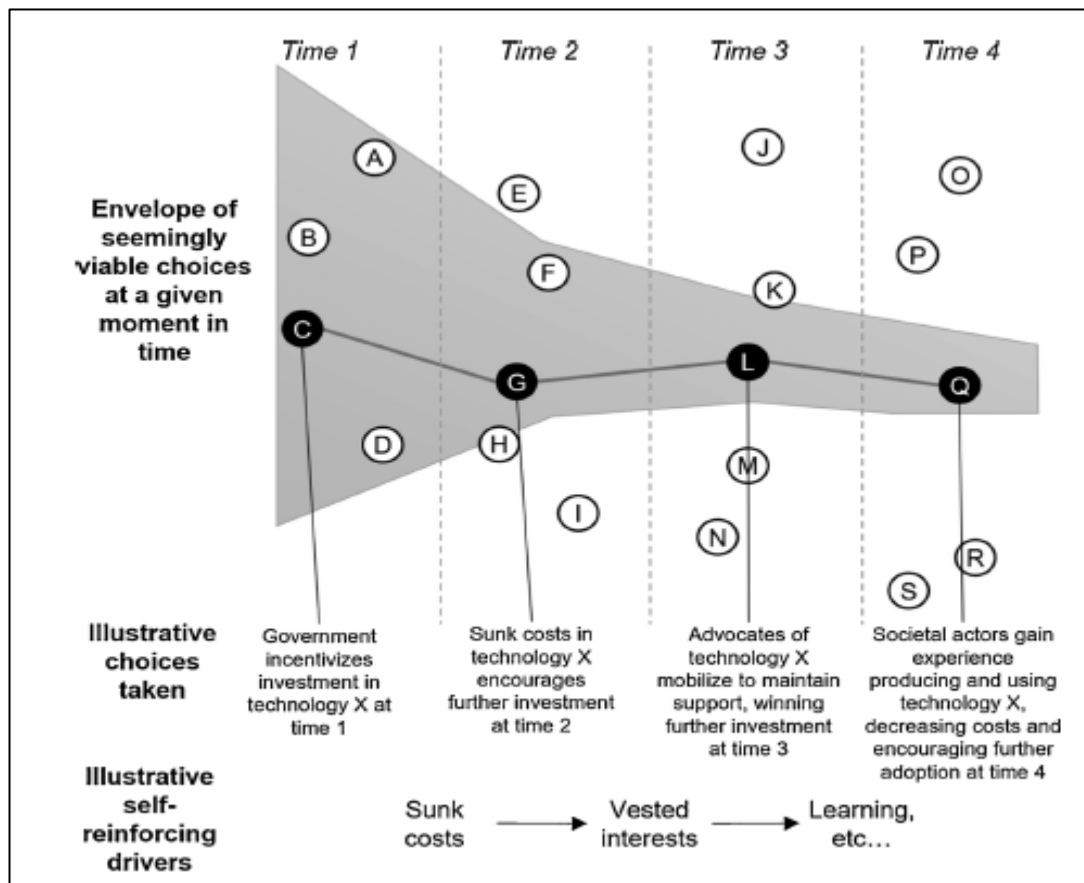 Time 1
Time 2
Time 3
Time 4
Envelope of
seemingly
viable choices
at a given
moment in
time
A
B
C
D
E
F
G
H
I
J
K
L
M
N
O
P
Q
R
S
Illustrative
choices
taken
Government
incentivizes
investment in
technology X at
time 1
Sunk costs in
technology X
encourages
further investment
at time 2
Advocates of
technology X
mobilize to maintain
support, winning
further investment
at time 3
Societal actors gain
experience
producing and using
technology X,
decreasing costs and
encouraging further
adoption at time 4
Illustrative
self-
reinforcing
drivers
Sunk
costs
Vested
interests
Learning,
etc...